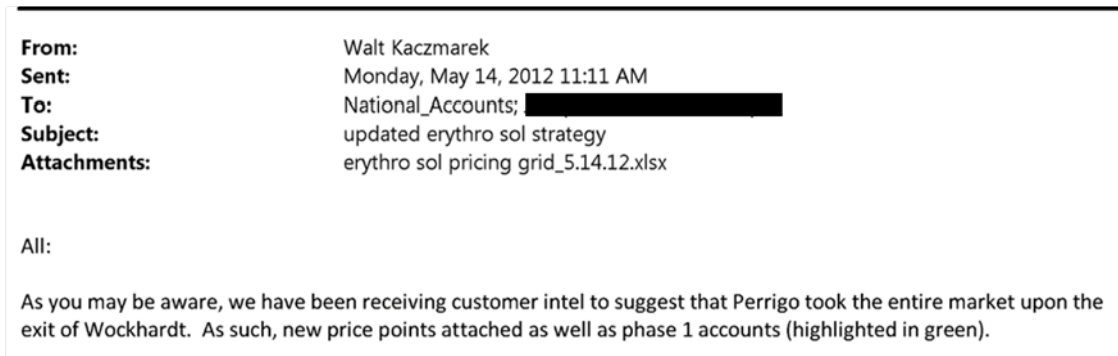 From: Walt Kaczmarek
Sent: Monday, May 14, 2012 11:11 AM
To: National_Accounts;
Subject: updated erythro sol strategy
Attachments: erythro sol pricing grid_5.14.12.xlsx
All:
As you may be aware, we have been receiving customer intel to suggest that Perrigo took the entire market upon the
exit of Wockhardt.  As such, new price points attached as well as phase 1 accounts (highlighted in green).